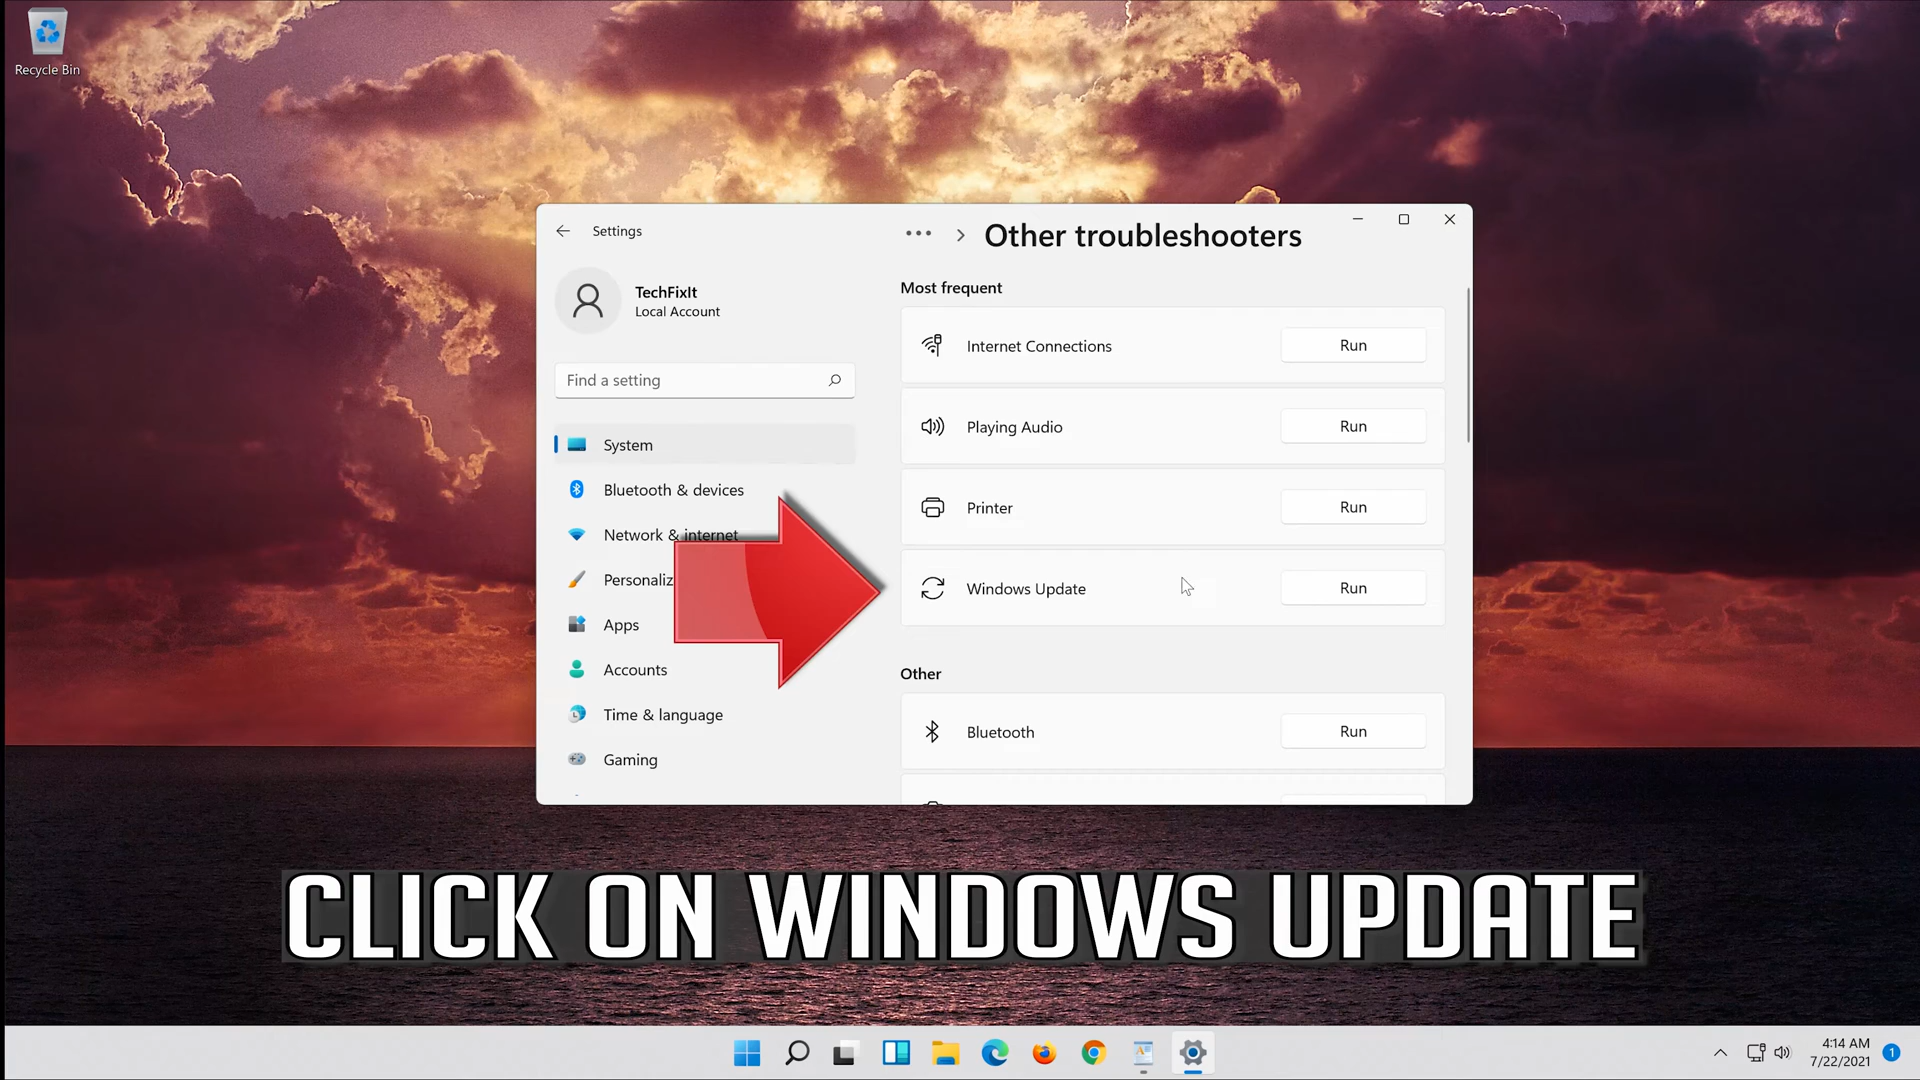 Recycle Bin
Settings
••• > Other troubleshooters
TechFixIt
Local Account
Find a setting
System
Bluetooth & devices
Network & internet
Personaliz
Apps
Accounts
Time & language
Gaming
Most frequent
Internet Connections Run
Playing Audio Run
Printer Run
Windows Update Run
Other
Bluetooth Run
CLICK ON WINDOWS UPDATE
4:14 AM
7/22/2021
1